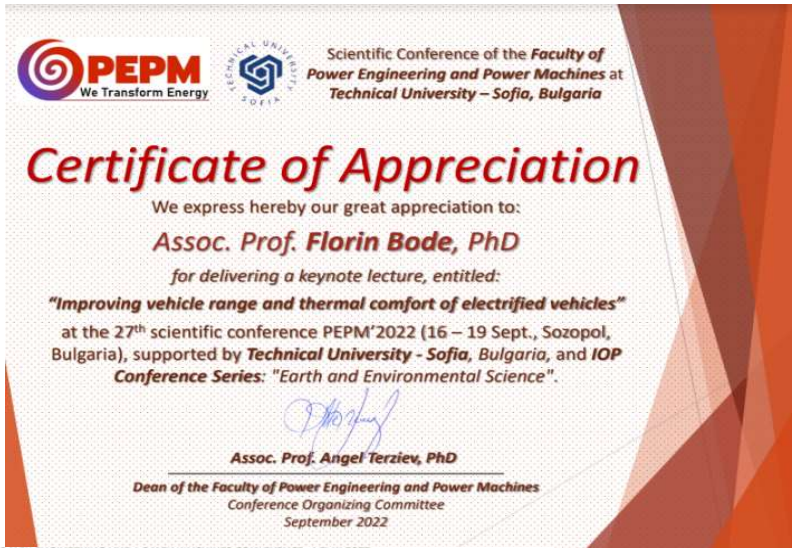 PEPM
We Transform Energy
TECHNICAL UNIVERSITY
SOFIA
Scientific Conference of the Faculty of
Power Engineering and Power Machines at
Technical University – Sofia, Bulgaria
Certificate of Appreciation
We express hereby our great appreciation to:
Assoc. Prof. Florin Bode, PhD
for delivering a keynote lecture, entitled:
“Improving vehicle range and thermal comfort of electrified vehicles”
at the 27th scientific conference PEPM’2022 (16 – 19 Sept., Sozopol,
Bulgaria), supported by Technical University - Sofia, Bulgaria, and IOP
Conference Series: "Earth and Environmental Science".
Assoc. Prof. Angel Terziev, PhD
Dean of the Faculty of Power Engineering and Power Machines
Conference Organizing Committee
September 2022